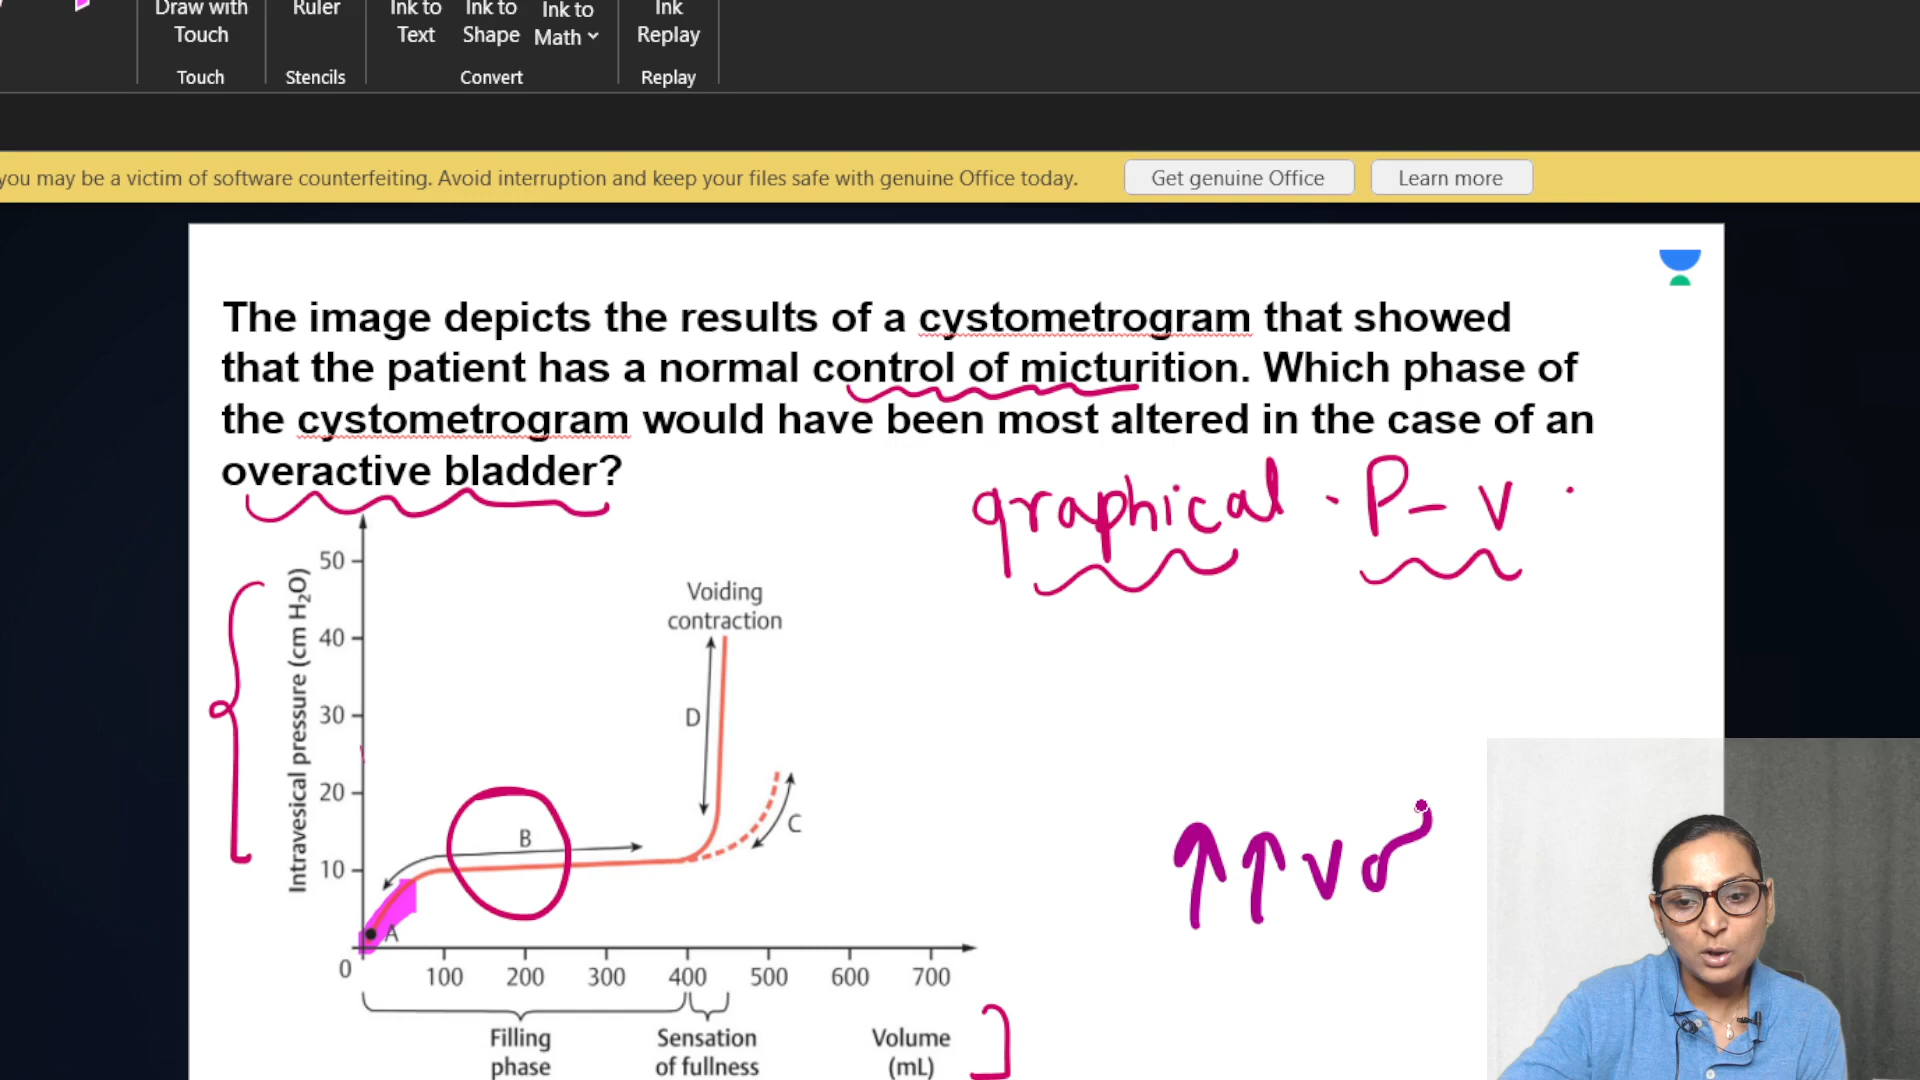 Draw with
Touch
Ruler
Ink to
Text
Ink to
Shape
Ink to
Math
Ink
Replay
Touch
Stencils
Convert
Replay
you may be a victim of software counterfeiting. Avoid interruption and keep your files safe with genuine Office today.
Get genuine Office
Learn more
The image depicts the results of a cystometrogram that showed
that the patient has a normal control of micturition. Which phase of
the cystometrogram would have been most altered in the case of an
overactive bladder?
graphical · P – V ·
Intravesical pressure (cm H₂O)
50
40
30
20
10
0
Voiding
contraction
D
C
B
A
↑↑ vo
100 200 300 400 500 600 700
Filling
phase
Sensation
of fullness
Volume
(mL)